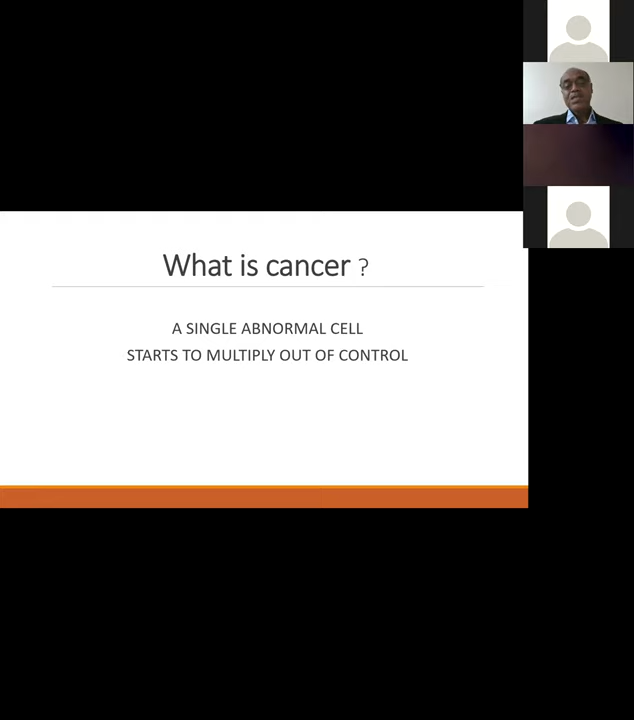 What is cancer ?
A SINGLE ABNORMAL CELL
STARTS TO MULTIPLY OUT OF CONTROL